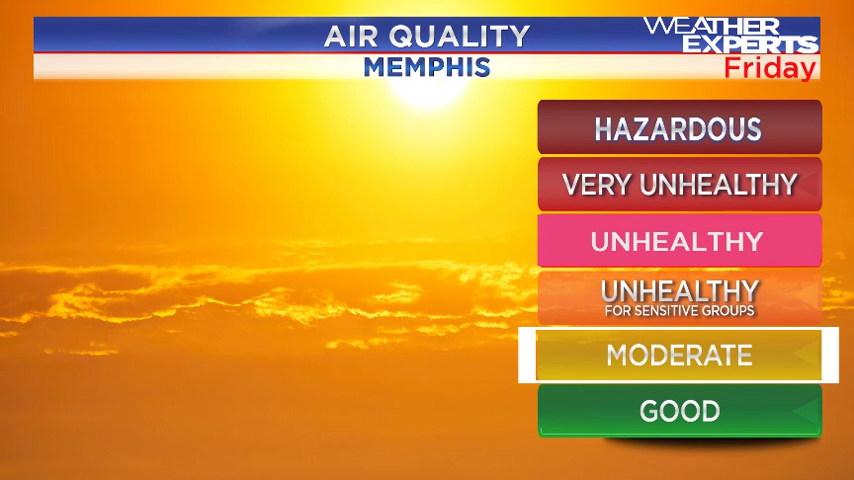 AIR QUALITY
WEATHER
EXPERTS
MEMPHIS
Friday
HAZARDOUS
VERY UNHEALTHY
UNHEALTHY
UNHEALTHY
FOR SENSITIVE GROUPS
MODERATE
GOOD